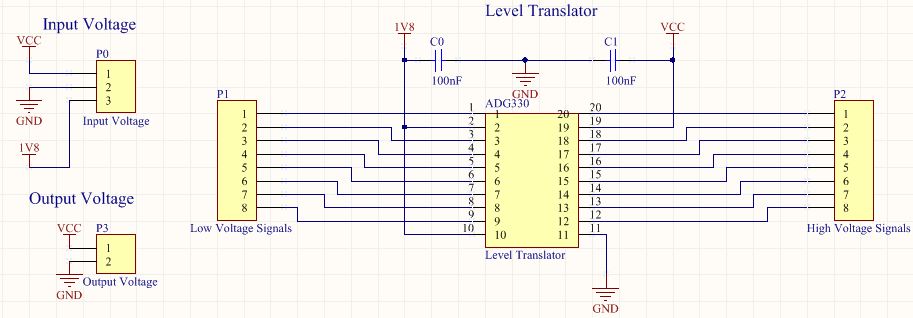 Level Translator
Input Voltage
VCC
P0
1
2
3
GND
Input Voltage
1V8
Output Voltage
VCC
P3
1
2
GND
Output Voltage
1V8
C0
100nF
GND
C1
100nF
VCC
P1
1
2
3
4
5
6
7
8
Low Voltage Signals
ADG330
1 1 20 20
2 2 19 19
3 3 18 18
4 4 17 17
5 5 16 16
6 6 15 15
7 7 14 14
8 8 13 13
9 9 12 12
10 10 11 11
Level Translator
GND
P2
1
2
3
4
5
6
7
8
High Voltage Signals